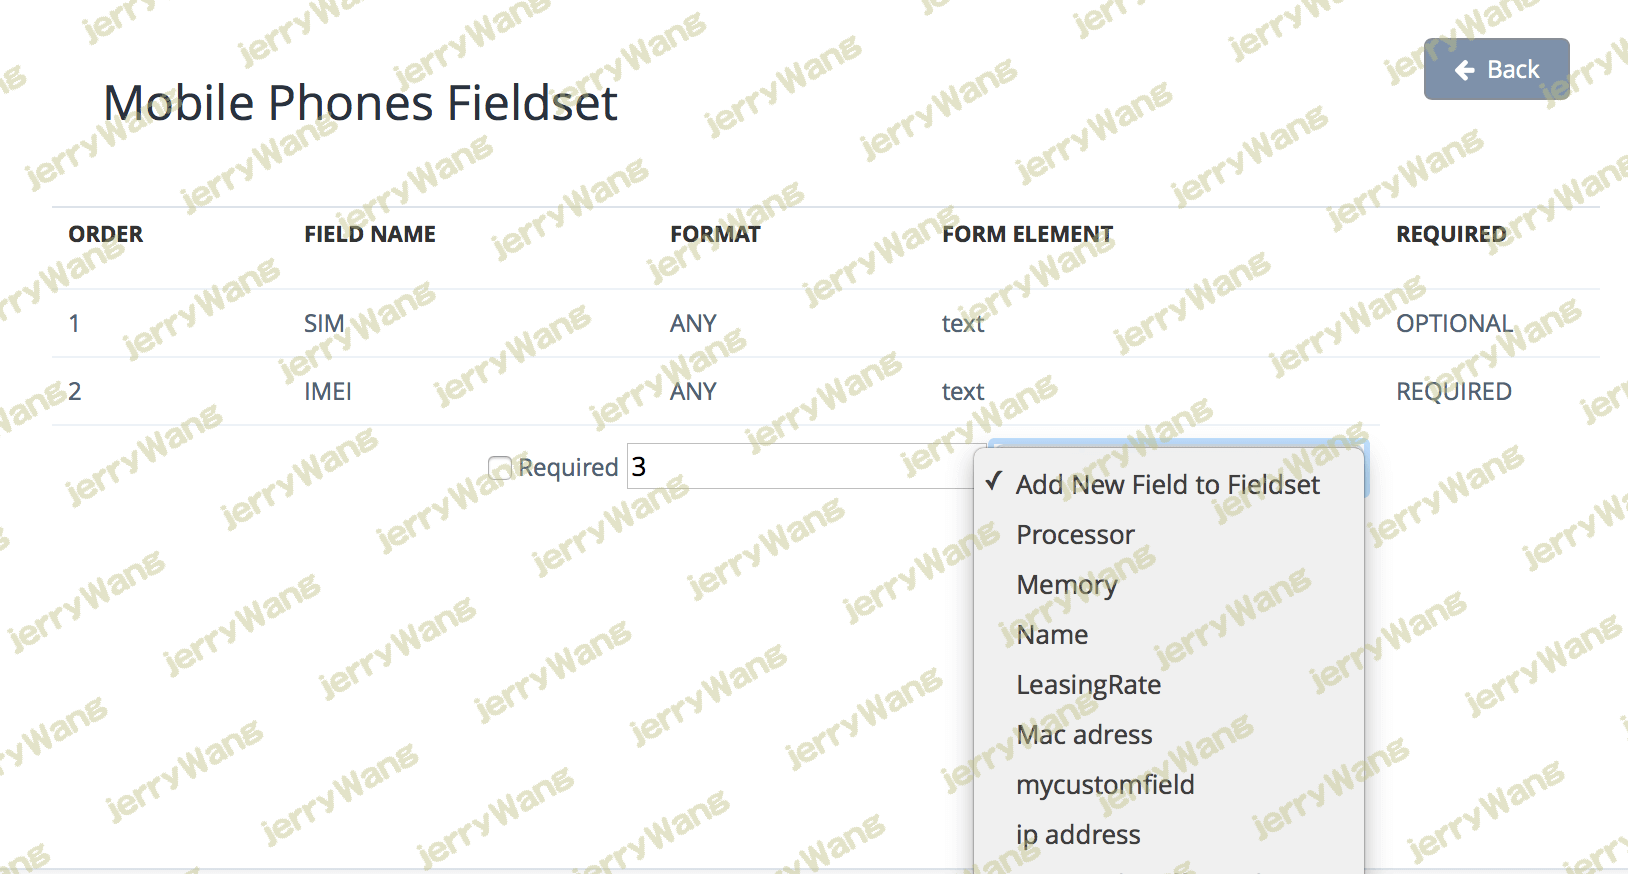 Back
Mobile Phones Fieldset
ORDER FIELD NAME FORMAT FORM ELEMENT REQUIRED
1 SIM ANY text OPTIONAL
2 IMEI ANY text REQUIRED
Required 3
✓ Add New Field to Fieldset
Processor
Memory
Name
LeasingRate
Mac adress
mycustomfield
ip address
jerryWang